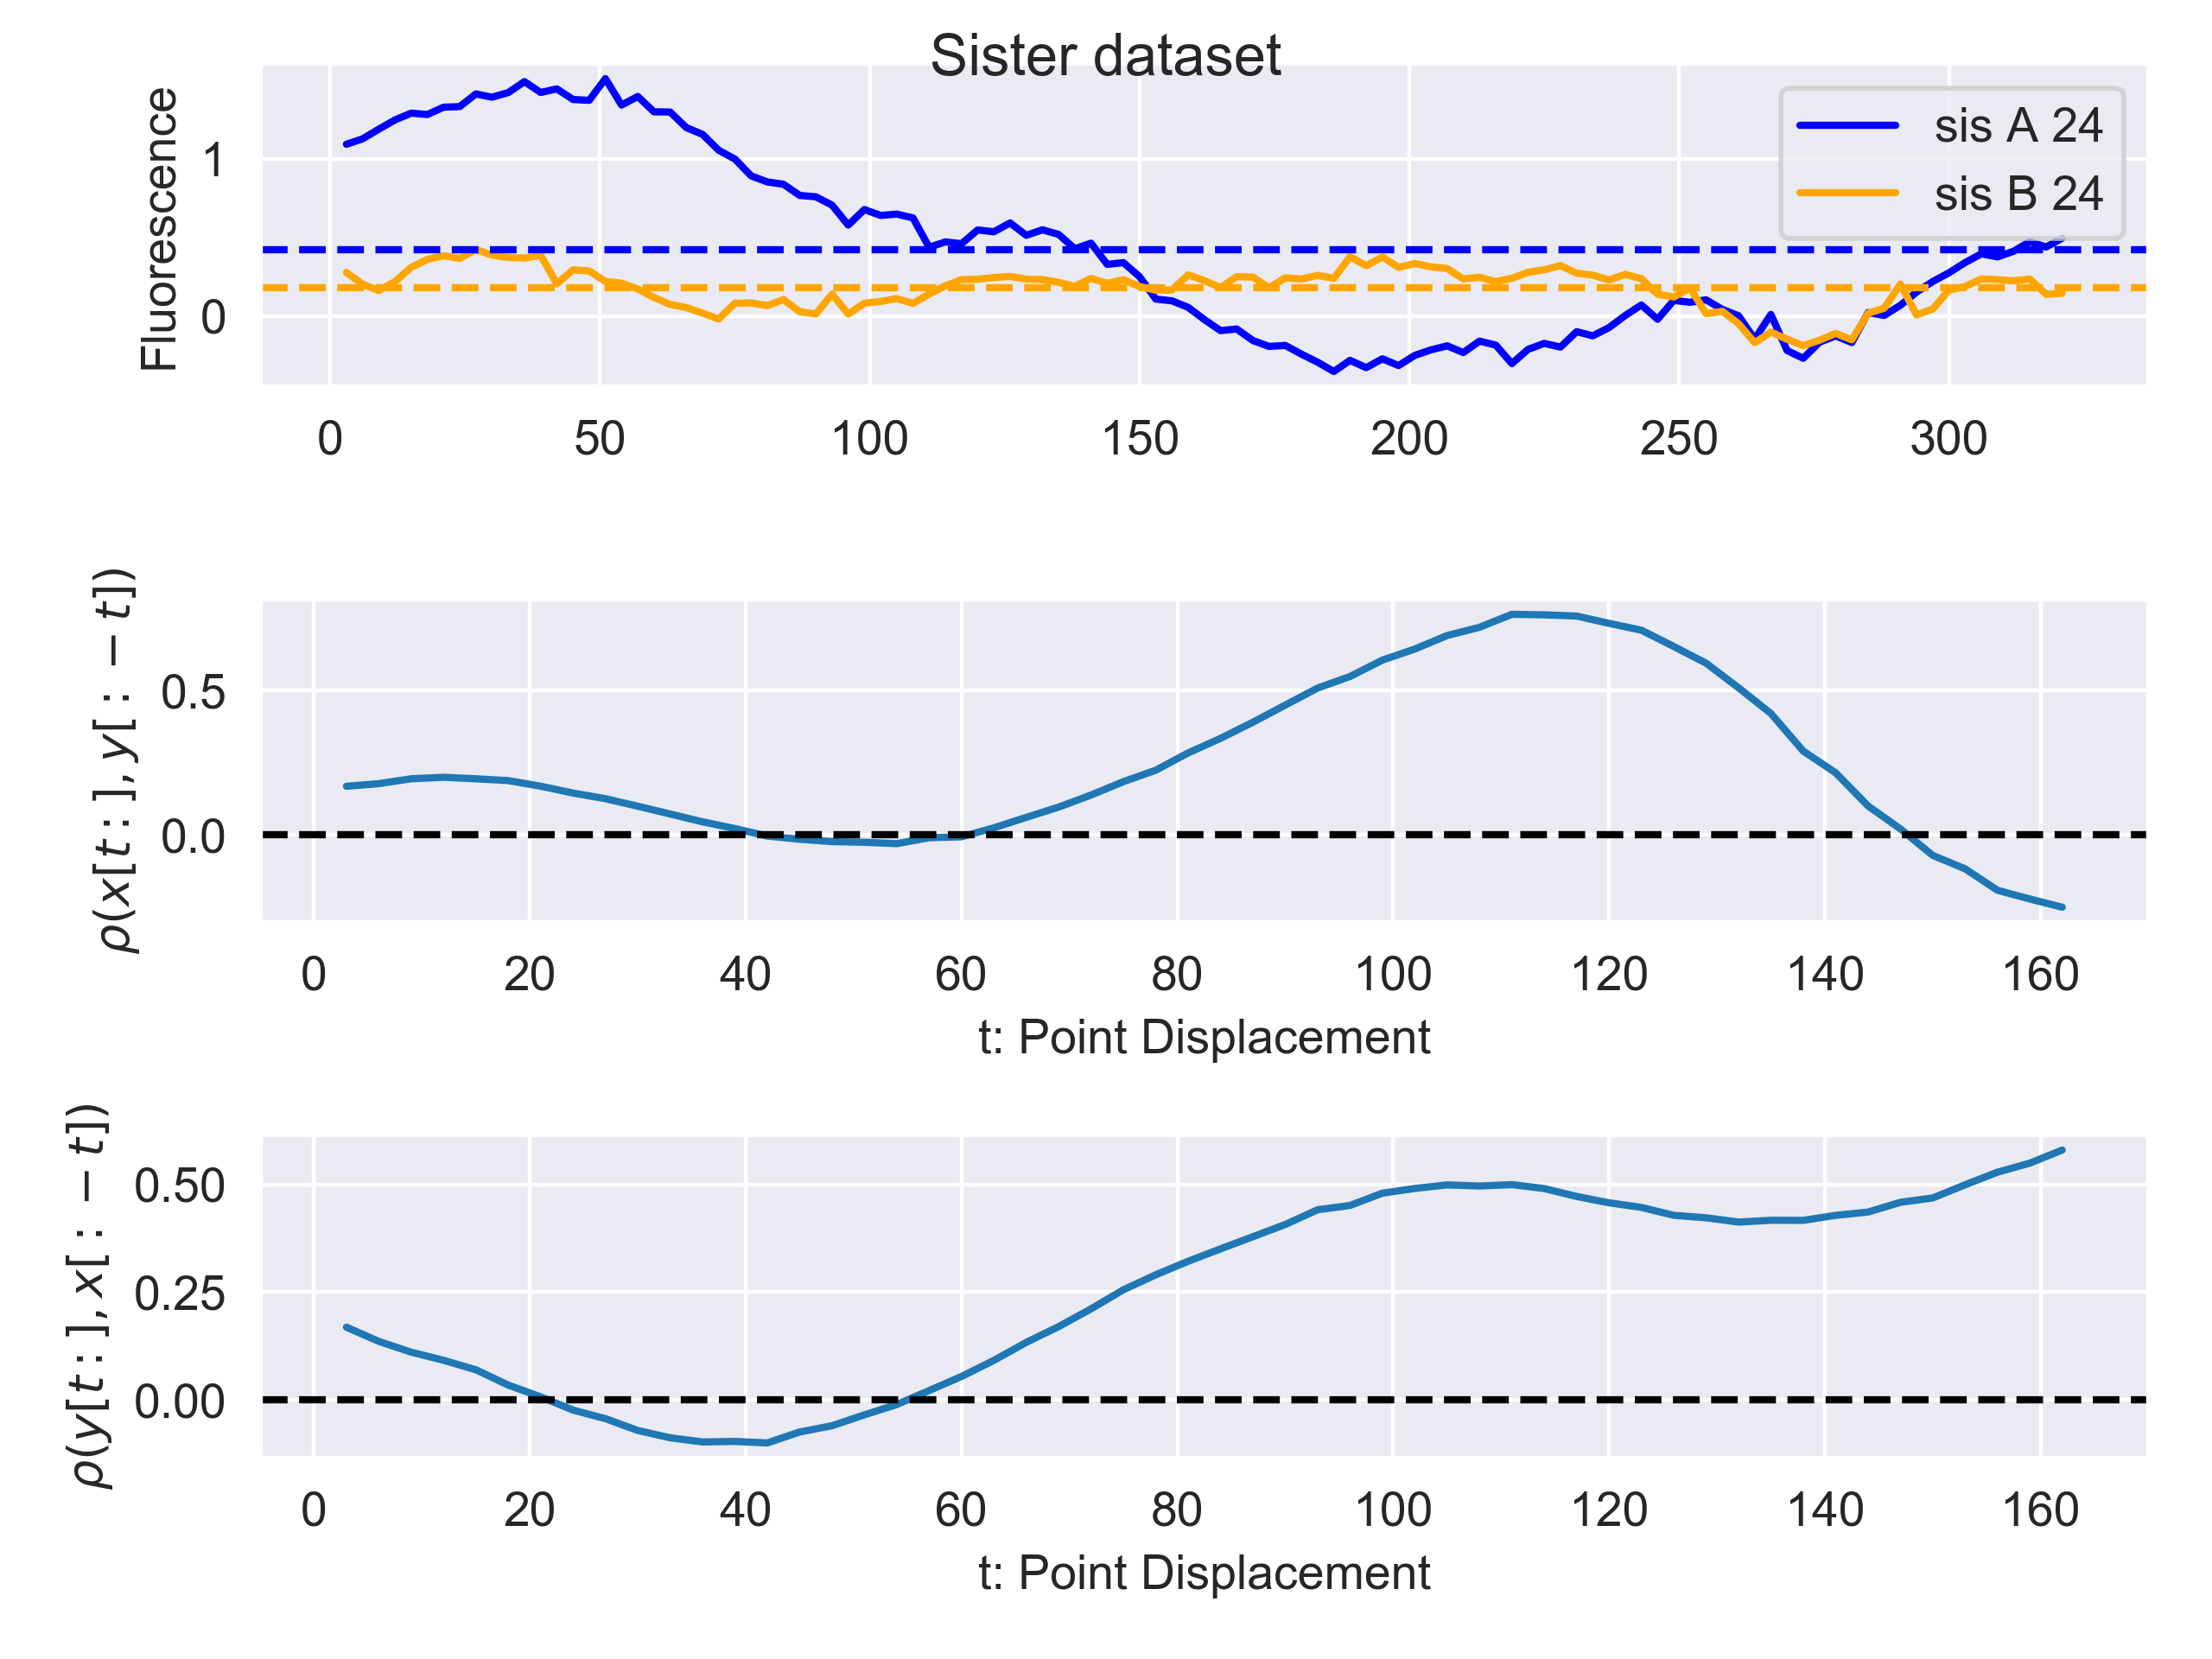 Sister dataset
Fluorescence
1
0
sis A 24
sis B 24
0 50 100 150 200 250 300
ρ(x[t:], y[: −t])
0.5
0.0
0 20 40 60 80 100 120 140 160
t: Point Displacement
ρ(y[t:], x[: −t])
0.50
0.25
0.00
0 20 40 60 80 100 120 140 160
t: Point Displacement